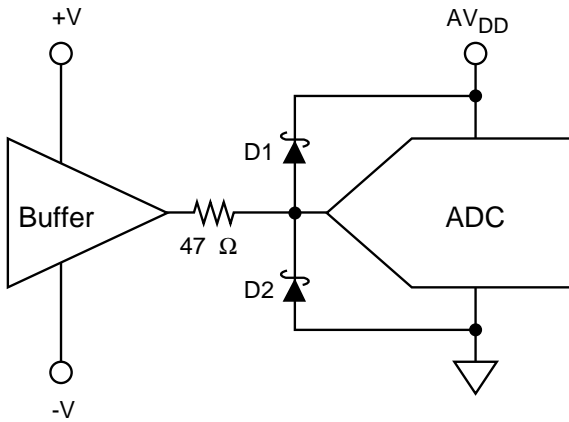 +V
AVDD
D1
Buffer
ADC
47 Ω
D2
-V